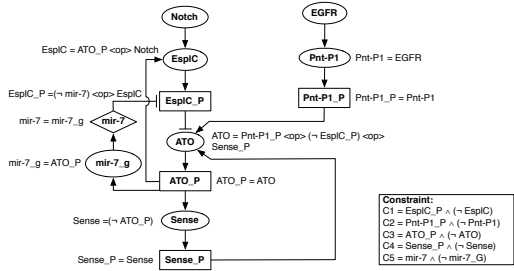 Notch
EGFR
EsplC = ATO_P <op> Notch
EsplC
Pnt-P1
Pnt-P1 = EGFR
EsplC_P =(¬ mir-7) <op> EsplC
EsplC_P
Pnt-P1_P
Pnt-P1_P = Pnt-P1
mir-7 = mir-7_g
mir-7
ATO = Pnt-P1_P <op> (¬ EsplC_P) <op>
Sense_P
ATO
mir-7_g = ATO_P
mir-7_g
ATO_P
ATO_P = ATO
Sense =(¬ ATO_P)
Sense
Sense_P = Sense
Sense_P
Constraint:
C1 = EsplC_P ∧ (¬ EsplC)
C2 = Pnt-P1_P ∧ (¬ Pnt-P1)
C3 = ATO_P ∧ (¬ ATO)
C4 = Sense_P ∧ (¬ Sense)
C5 = mir-7 ∧ (¬ mir-7_G)